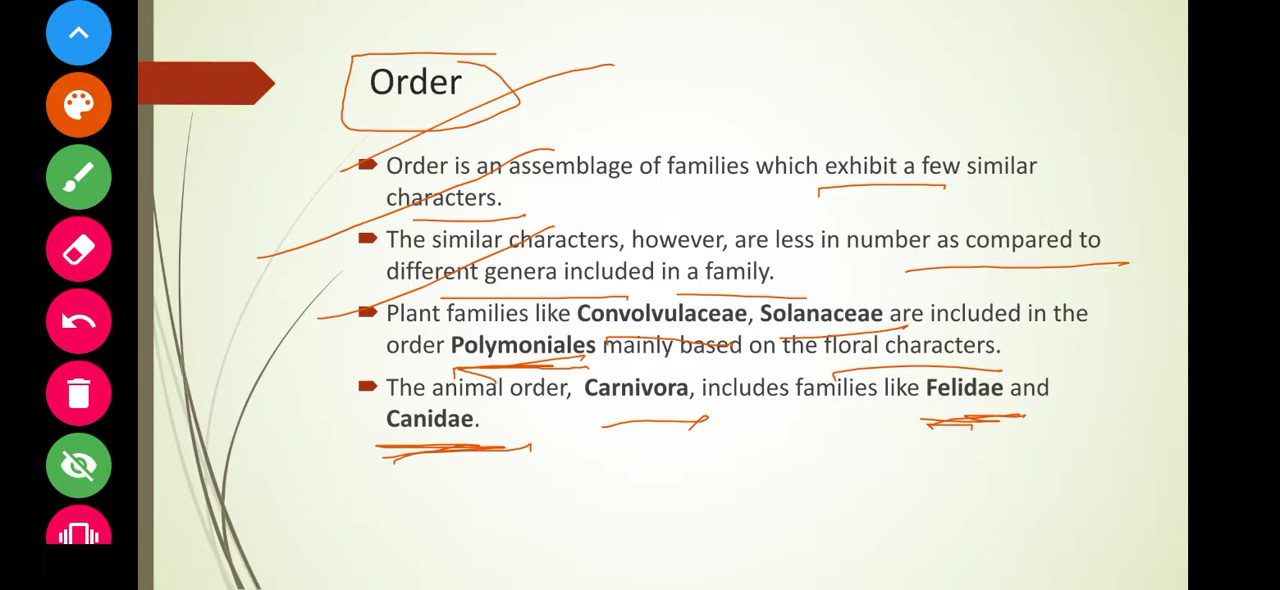 Order
Order is an assemblage of families which exhibit a few similar
characters.
The similar characters, however, are less in number as compared to
different genera included in a family.
Plant families like Convolvulaceae, Solanaceae are included in the
order Polymoniales mainly based on the floral characters.
The animal order, Carnivora, includes families like Felidae and
Canidae.